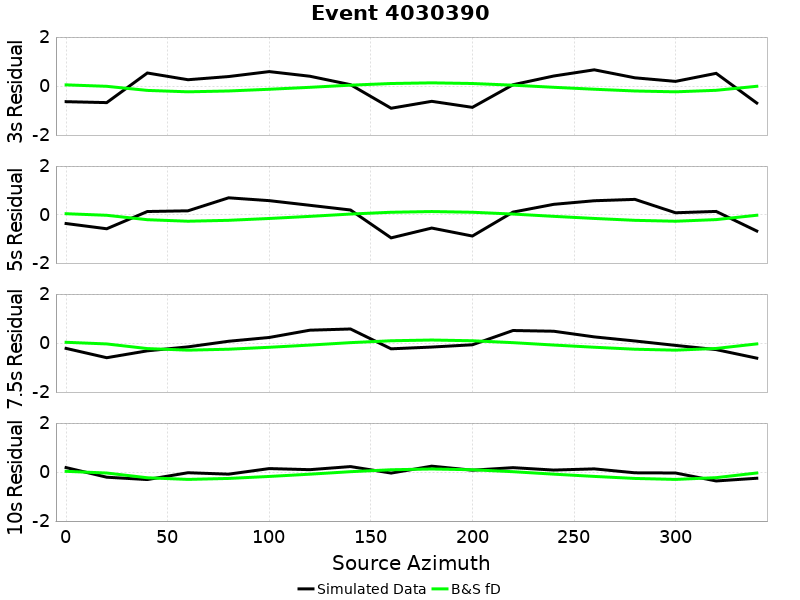 Event 4030390
3s Residual
2
0
-2
5s Residual
2
0
-2
7.5s Residual
2
0
-2
10s Residual
2
0
-2
0 50 100 150 200 250 300
Source Azimuth
Simulated Data B&S fD